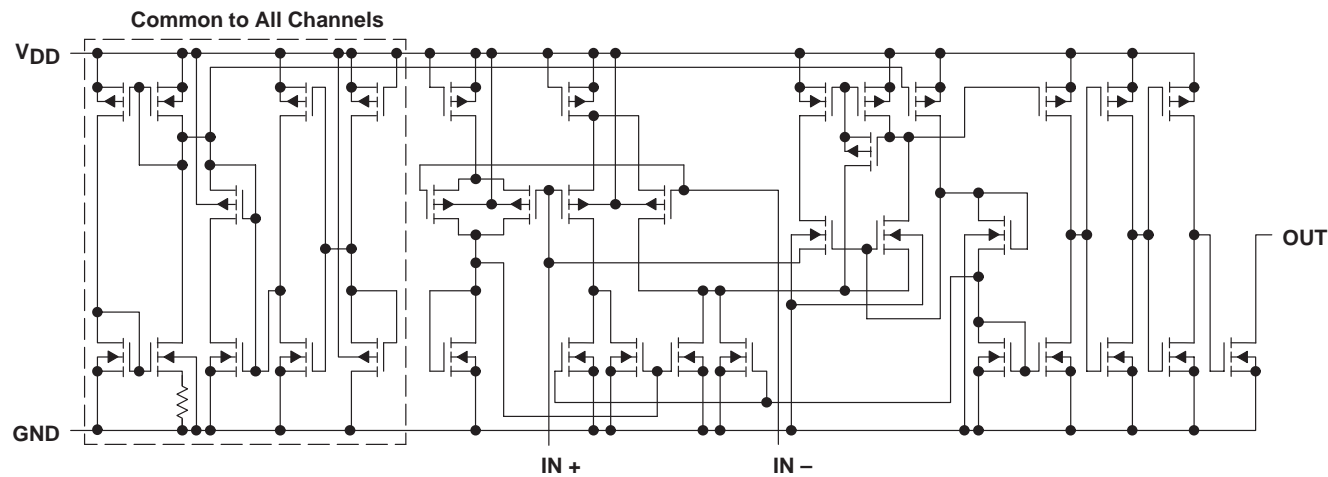 Common to All Channels
VDD
OUT
GND
IN +
IN –